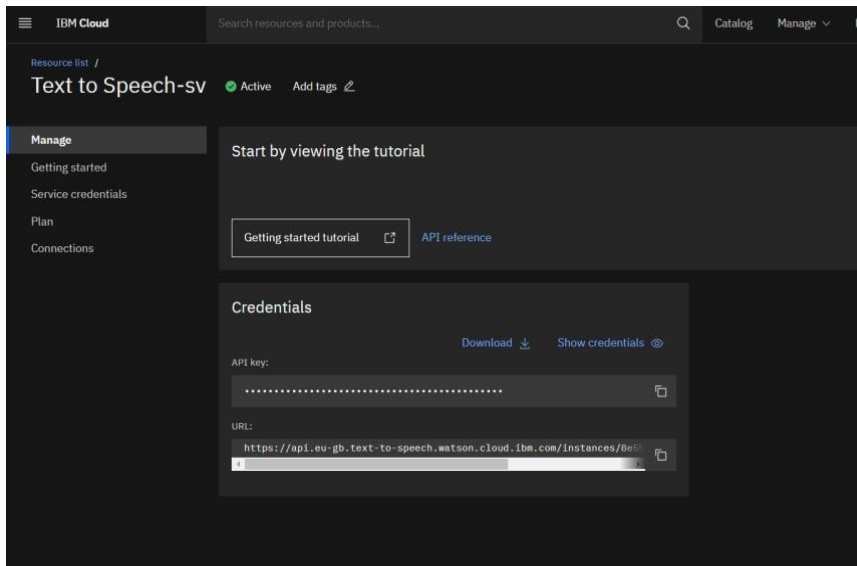 IBM Cloud
Search resources and products...
Catalog
Manage
Resource list /
Text to Speech-sv
Active
Add tags
Manage
Getting started
Service credentials
Plan
Connections
Start by viewing the tutorial
Getting started tutorial
API reference
Credentials
Download
Show credentials
API key:
••••••••••••••••••••••••••••••••••••••••••••
URL:
https://api.eu-gb.text-to-speech.watson.cloud.ibm.com/instances/8e5